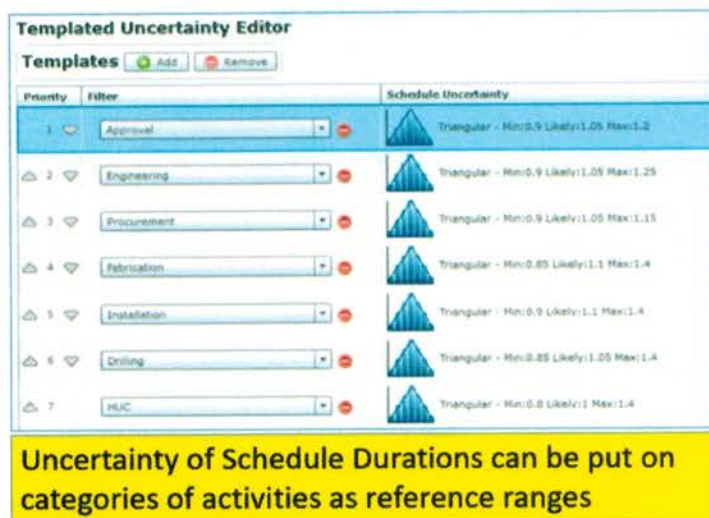 Templated Uncertainty Editor
Templates Add Remove
Priority Filter Schedule Uncertainty
1 Approval Triangular - Min:0.9 Likely:1.05 Max:1.2
2 Engineering Triangular - Min:0.9 Likely:1.05 Max:1.25
3 Procurement Triangular - Min:0.9 Likely:1.05 Max:1.15
4 Fabrication Triangular - Min:0.85 Likely:1.1 Max:1.4
5 Installation Triangular - Min:0.9 Likely:1.1 Max:1.4
6 Drilling Triangular - Min:0.85 Likely:1.05 Max:1.4
7 HUC Triangular - Min:0.8 Likely:1 Max:1.4
Uncertainty of Schedule Durations can be put on
categories of activities as reference ranges